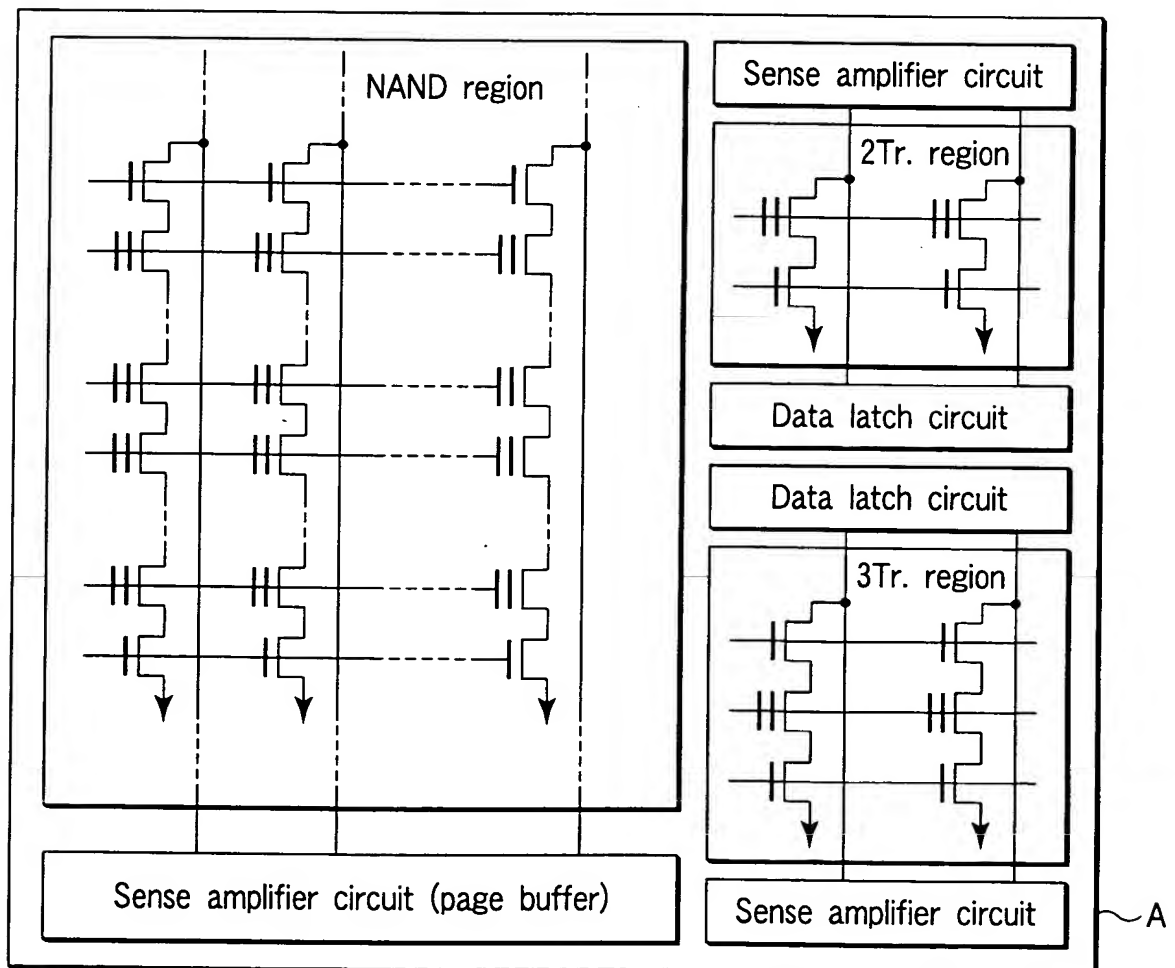 NAND region
Sense amplifier circuit (page buffer)
Sense amplifier circuit
2Tr. region
Data latch circuit
Data latch circuit
3Tr. region
Sense amplifier circuit
A